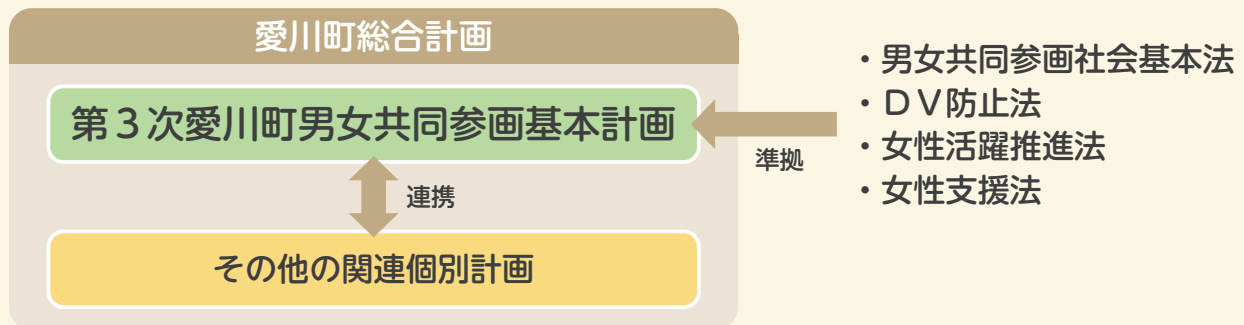 愛川町総合計画
第３次愛川町男女共同参画基本計画
連携
その他の関連個別計画
準拠
・男女共同参画社会基本法
・ＤＶ防止法
・女性活躍推進法
・女性支援法